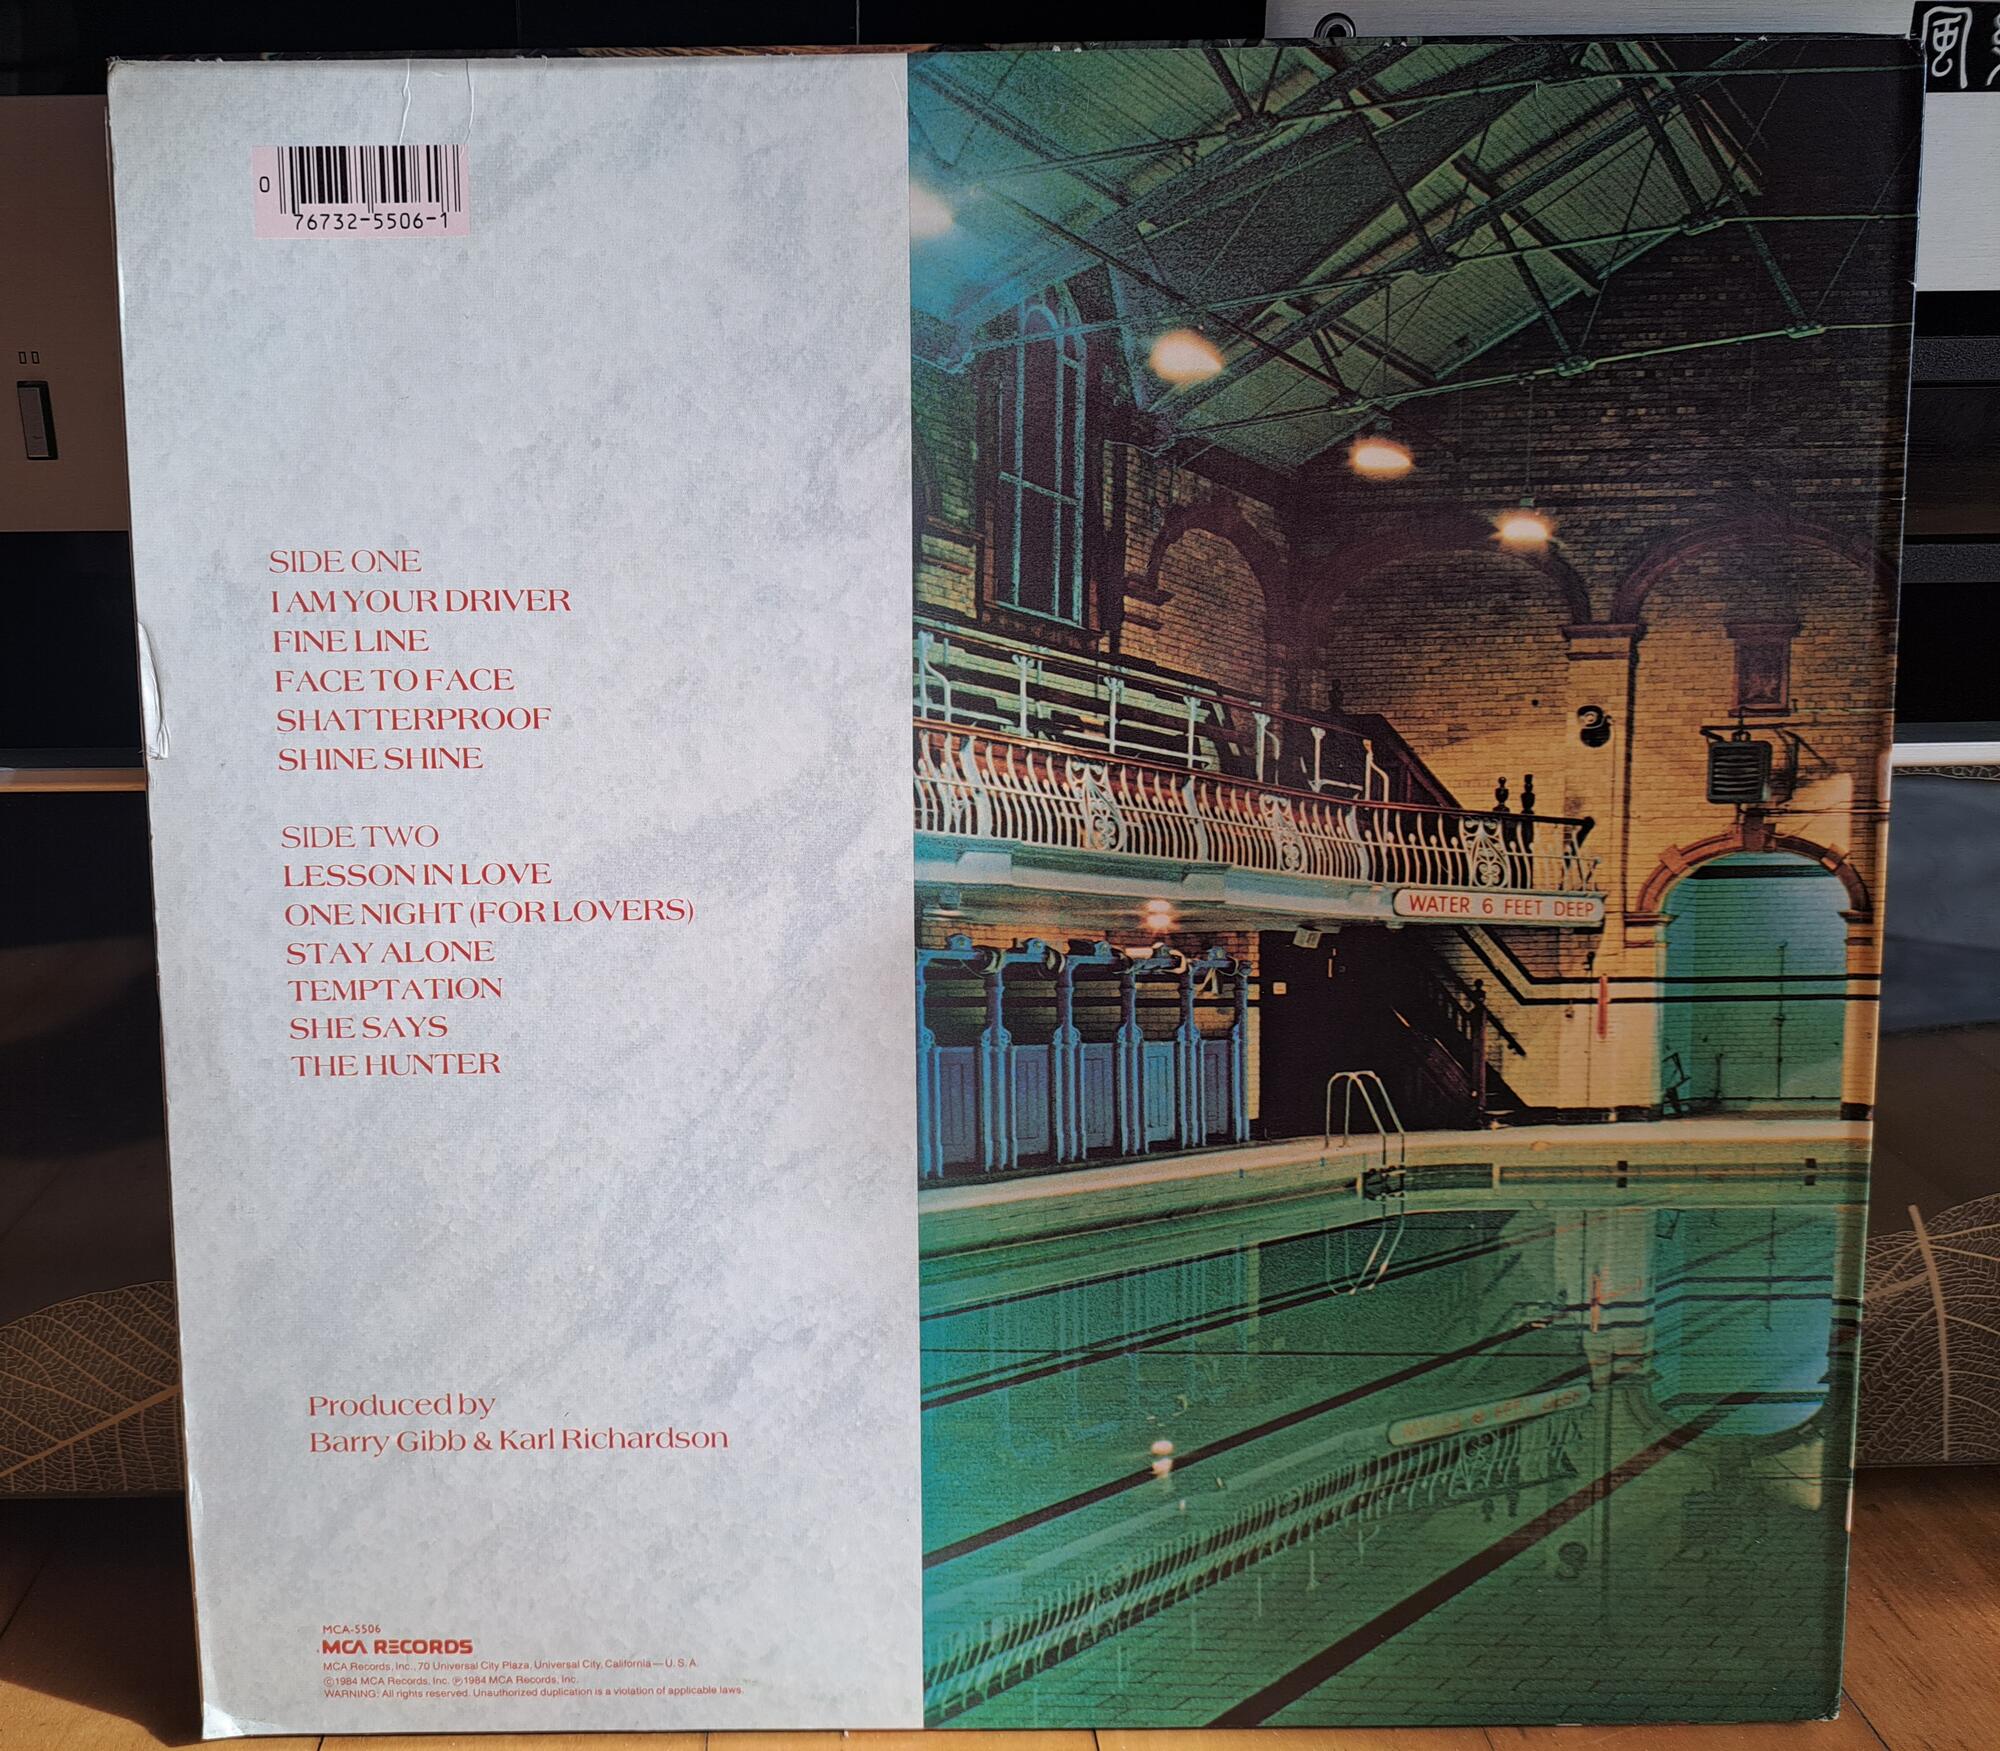 風
0
76732-5506-1
SIDE ONE
I AM YOUR DRIVER
FINE LINE
FACE TO FACE
SHATTERPROOF
SHINE SHINE
SIDE TWO
LESSON IN LOVE
ONE NIGHT (FOR LOVERS)
STAY ALONE
TEMPTATION
SHE SAYS
THE HUNTER
WATER 6 FEET DEEP
Produced by
Barry Gibb & Karl Richardson
MCA-5506
MCA RECORDS
MCA Records, Inc., 70 Universal City Plaza, Universal City, California—U.S.A.
©1984 MCA Records, Inc. ℗1984 MCA Records, Inc.
WARNING: All rights reserved. Unauthorized duplication is a violation of applicable laws.